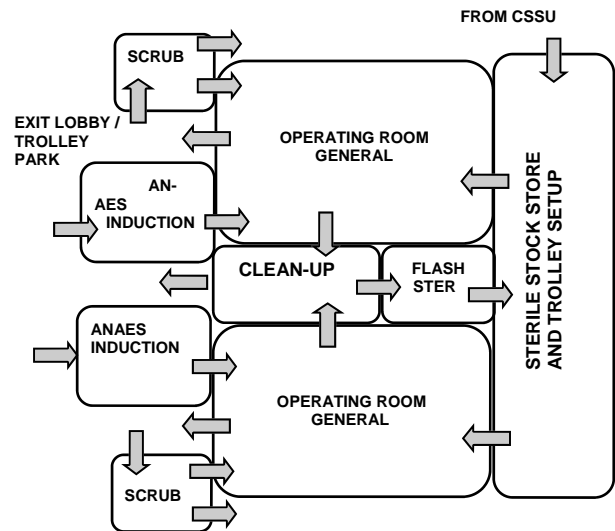 FROM CSSU
SCRUB
EXIT LOBBY /
TROLLEY
PARK
OPERATING ROOM
GENERAL
AN-
AES
INDUCTION
CLEAN-UP
FLASH
STER
STERILE STOCK STORE
AND TROLLEY SETUP
ANAES
INDUCTION
OPERATING ROOM
GENERAL
SCRUB